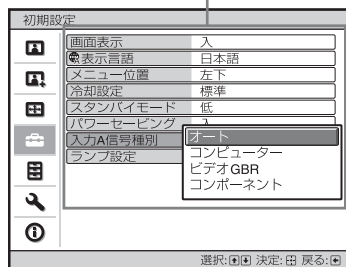 初期設定
画面表示 入
表示言語 日本語
メニュー位置 左下
冷却設定 標準
スタンバイモード 低
パワーセービング 入
入力A信号種別
ランプ設定
オート
コンピューター
ビデオGBR
コンポーネント
選択: 決定: 戻る: